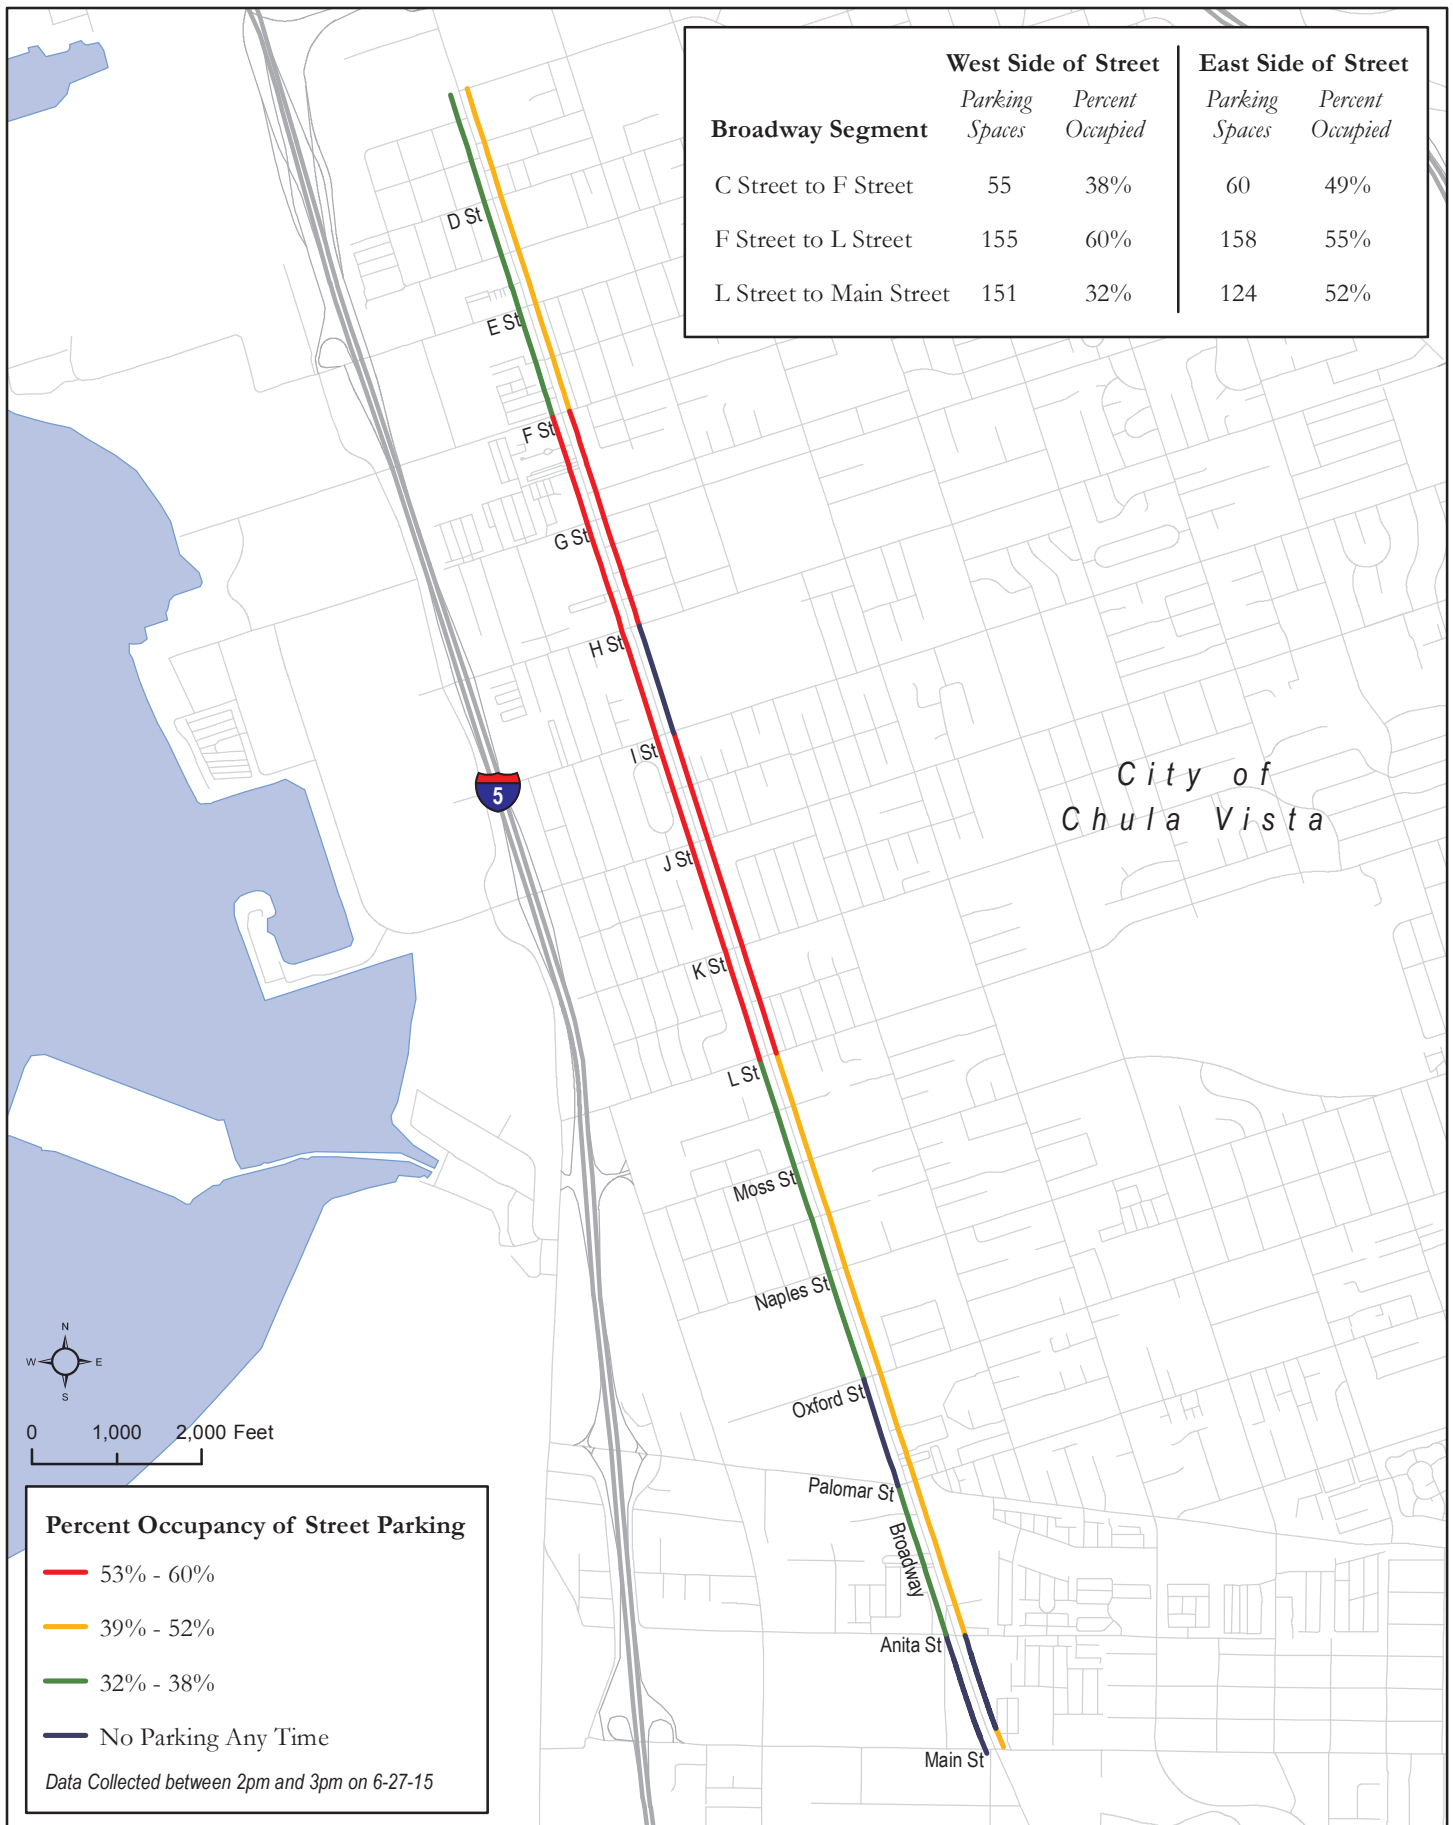 West Side of Street East Side of Street
Parking Percent Parking Percent
Broadway Segment Spaces Occupied Spaces Occupied
C Street to F Street 55 38% 60 49%
F Street to L Street 155 60% 158 55%
L Street to Main Street 151 32% 124 52%
D St
E St
F St
G St
H St
I St
City of
Chula Vista
5
J St
K St
L St
Moss St
Naples St
N
W E
S
Oxford St
0 1,000 2,000 Feet
Palomar St
Broadway
Percent Occupancy of Street Parking
53% - 60%
39% - 52%
32% - 38%
No Parking Any Time
Data Collected between 2pm and 3pm on 6-27-15
Anita St
Main St